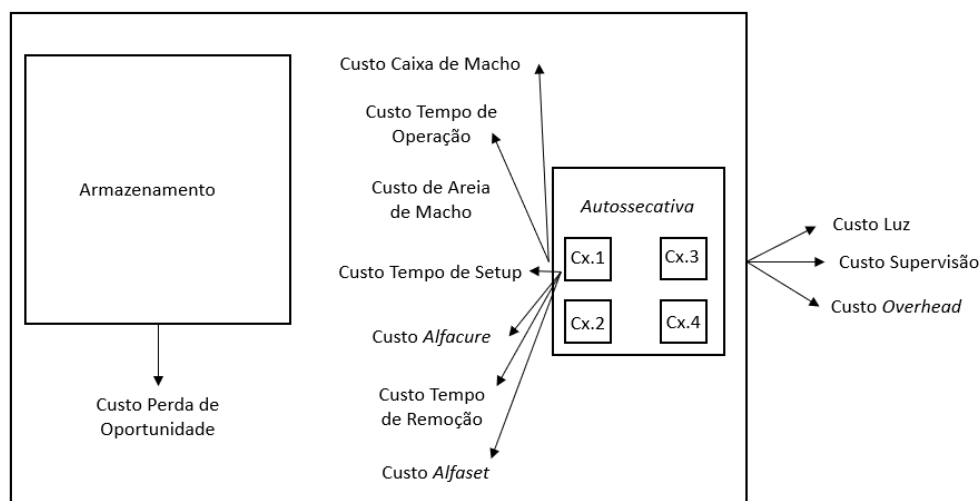 Armazenamento
Custo Perda de
Oportunidade
Custo Caixa de Macho
Custo Tempo de
Operação
Custo de Areia
de Macho
Custo Tempo de Setup
Custo Alfacure
Custo Tempo
de Remoção
Custo Alfaset
Autossecativa
Cx.1
Cx.3
Cx.2
Cx.4
Custo Luz
Custo Supervisão
Custo Overhead